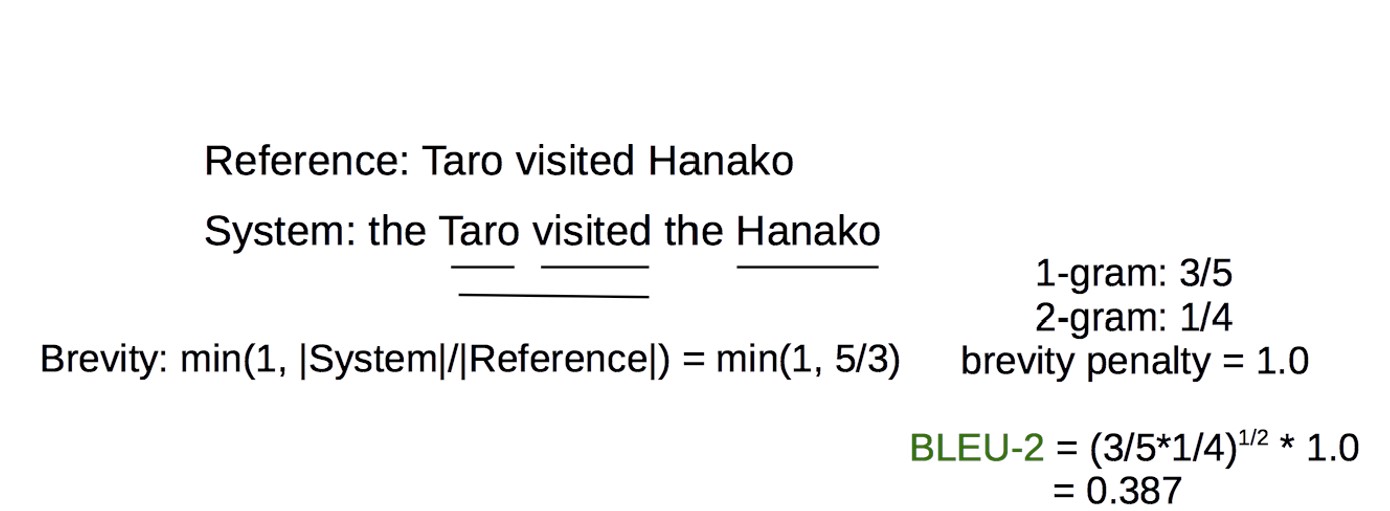 Reference: Taro visited Hanako
System: the Taro visited the Hanako
1-gram: 3/5
2-gram: 1/4
Brevity: min(1, |System|/|Reference|) = min(1, 5/3)
brevity penalty = 1.0
BLEU-2 = (3/5*1/4)^1/2 * 1.0
= 0.387